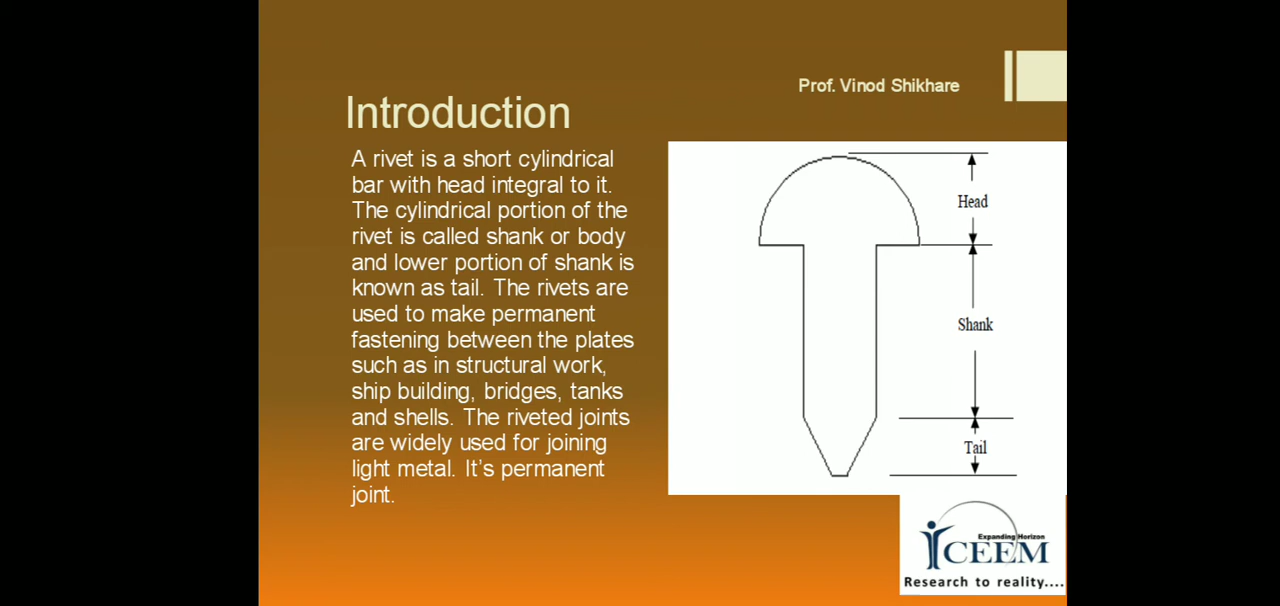 Prof. Vinod Shikhare
Introduction
A rivet is a short cylindrical
bar with head integral to it.
The cylindrical portion of the
rivet is called shank or body
and lower portion of shank is
known as tail. The rivets are
used to make permanent
fastening between the plates
such as in structural work,
ship building, bridges, tanks
and shells. The riveted joints
are widely used for joining
light metal. It's permanent
joint.
Head
Shank
Tail
Expanding Horizon
iCEEM
Research to reality....